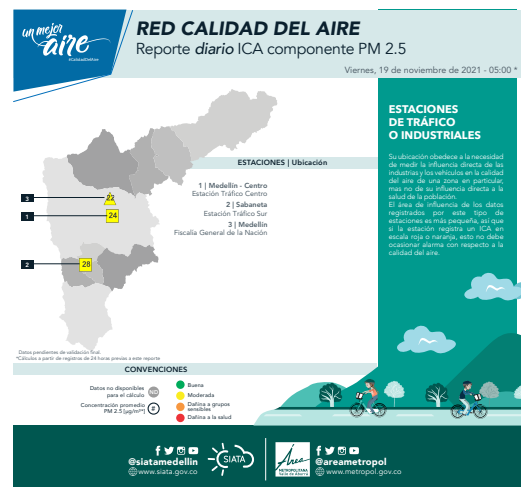 un mejor
aire
#CalidadDelAire
RED CALIDAD DEL AIRE
Reporte diario ICA componente PM 2.5
Viernes, 19 de noviembre de 2021 - 05:00 *
ESTACIONES | Ubicación
1 | Medellín - Centro
Estación Tráfico Centro
2 | Sabaneta
Estación Tráfico Sur
3 | Medellín
Fiscalía General de la Nación
3
22
1
24
2
28
ESTACIONES
DE TRÁFICO
O INDUSTRIALES
Su ubicación obedece a la necesidad
de medir la influencia directa de las
industrias y los vehículos en la calidad
del aire de una zona en particular,
mas no de su influencia directa a la
salud de la población.
El área de influencia de los datos
registrados por este tipo de
estaciones es más pequeña, así que
si la estación registra un ICA en
escala roja o naranja, esto no debe
ocasionar alarma con respecto a la
calidad del aire.
Datos pendientes de validación final.
*Cálculos a partir de registros de 24 horas previas a este reporte
CONVENCIONES
Datos no disponibles
para el cálculo
Concentración promedio
PM 2.5 [µg/m³]
#
Buena
Moderada
Dañina a grupos
sensibles
Dañina a la salud
@siatamedellin
www.siata.gov.co
SIATA
Área
METROPOLITANA
Valle de Aburrá
@areametropol
www.metropol.gov.co